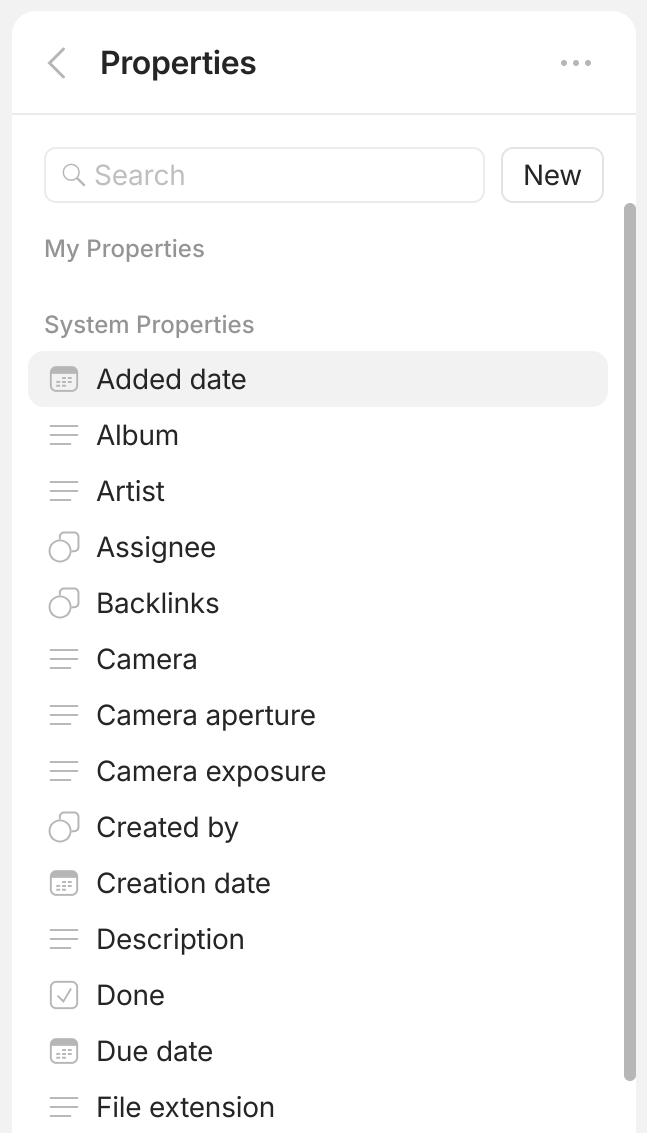 Properties
Search
New
My Properties
System Properties
Added date
Album
Artist
Assignee
Backlinks
Camera
Camera aperture
Camera exposure
Created by
Creation date
Description
Done
Due date
File extension